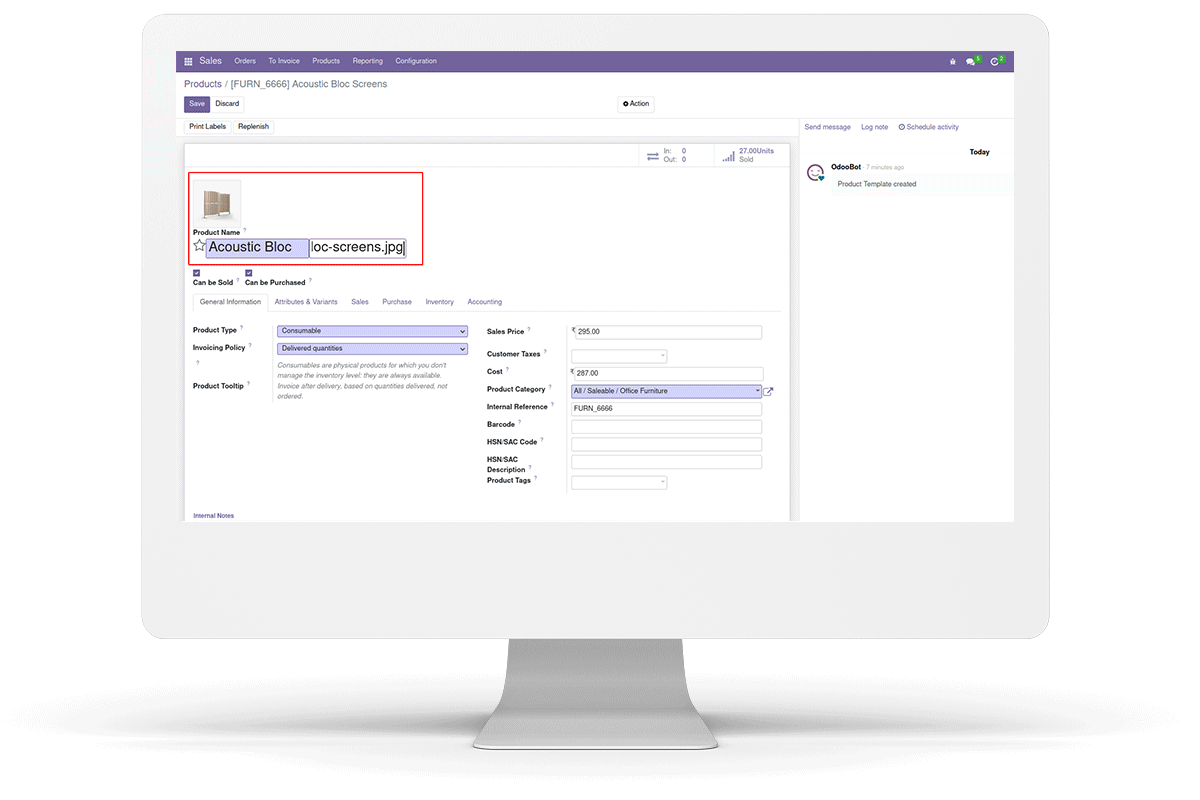 Sales Orders To Invoice Products Reporting Configuration 5 2
Products / [FURN_6666] Acoustic Bloc Screens
Save Discard Action
Print Labels Replenish
Send message Log note Schedule activity
In: 0
Out: 0
27.00Units
Sold
Today
OdooBot - 7 minutes ago
Product Template created
Product Name ?
Acoustic Bloc loc-screens.jpg
Can be Sold ? Can be Purchased ?
General Information Attributes & Variants Sales Purchase Inventory Accounting
Product Type ? Consumable
Invoicing Policy ? Delivered quantities
?
Product Tooltip ?
Consumables are physical products for which you don't
manage the inventory level: they are always available.
Invoice after delivery, based on quantities delivered, not
ordered.
Sales Price ? ₹ 295.00
Customer Taxes ?
Cost ? ₹ 287.00
Product Category ? All / Saleable / Office Furniture
Internal Reference ? FURN_6666
Barcode ?
HSN/SAC Code ?
HSN/SAC
Description ?
Product Tags ?
Internal Notes